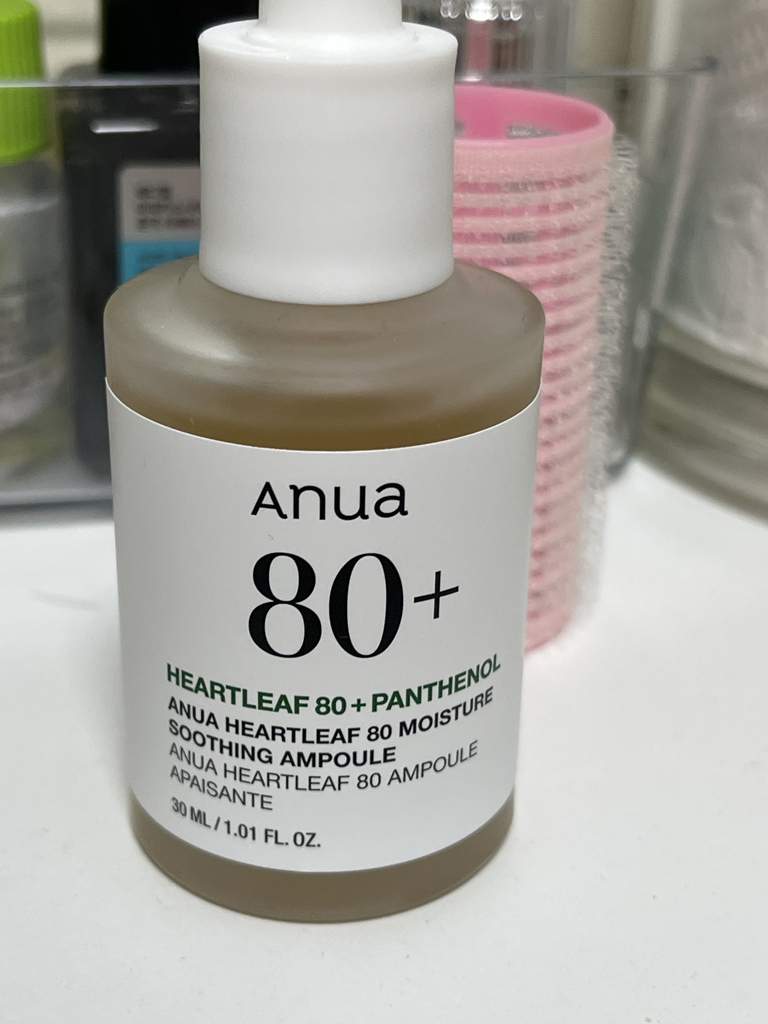 Anua
80+
HEARTLEAF 80+PANTHENOL
ANUA HEARTLEAF 80 MOISTURE
SOOTHING AMPOULE
ANUA HEARTLEAF 80 AMPOULE
APAISANTE
30 ML / 1.01 FL. OZ.